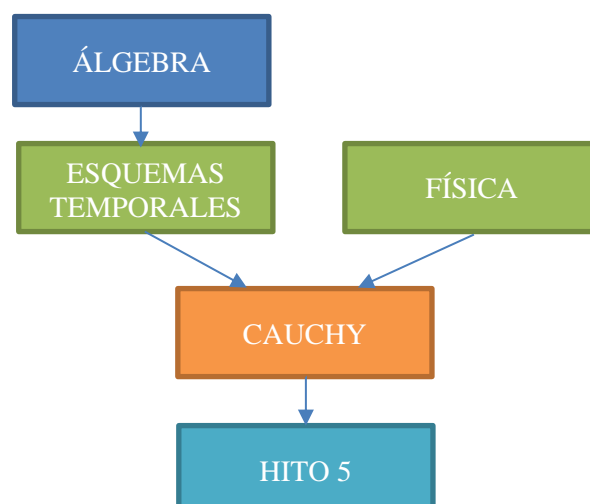 ÁLGEBRA
ESQUEMAS
TEMPORALES
FÍSICA
CAUCHY
HITO 5